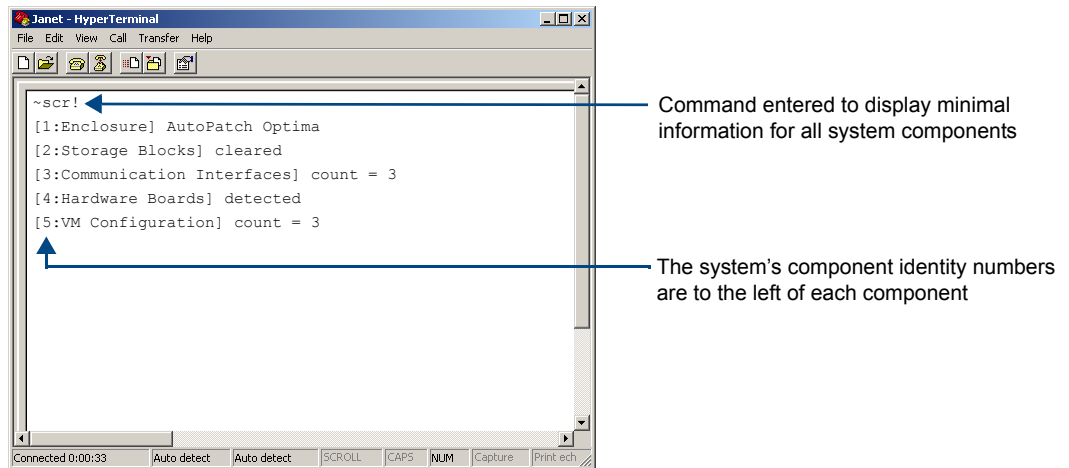 Janet - HyperTerminal
File Edit View Call Transfer Help
~scr!
[1:Enclosure] AutoPatch Optima
[2:Storage Blocks] cleared
[3:Communication Interfaces] count = 3
[4:Hardware Boards] detected
[5:VM Configuration] count = 3
Command entered to display minimal
information for all system components
The system's component identity numbers
are to the left of each component
Connected 0:00:33 Auto detect Auto detect SCROLL CAPS NUM Capture Print ech